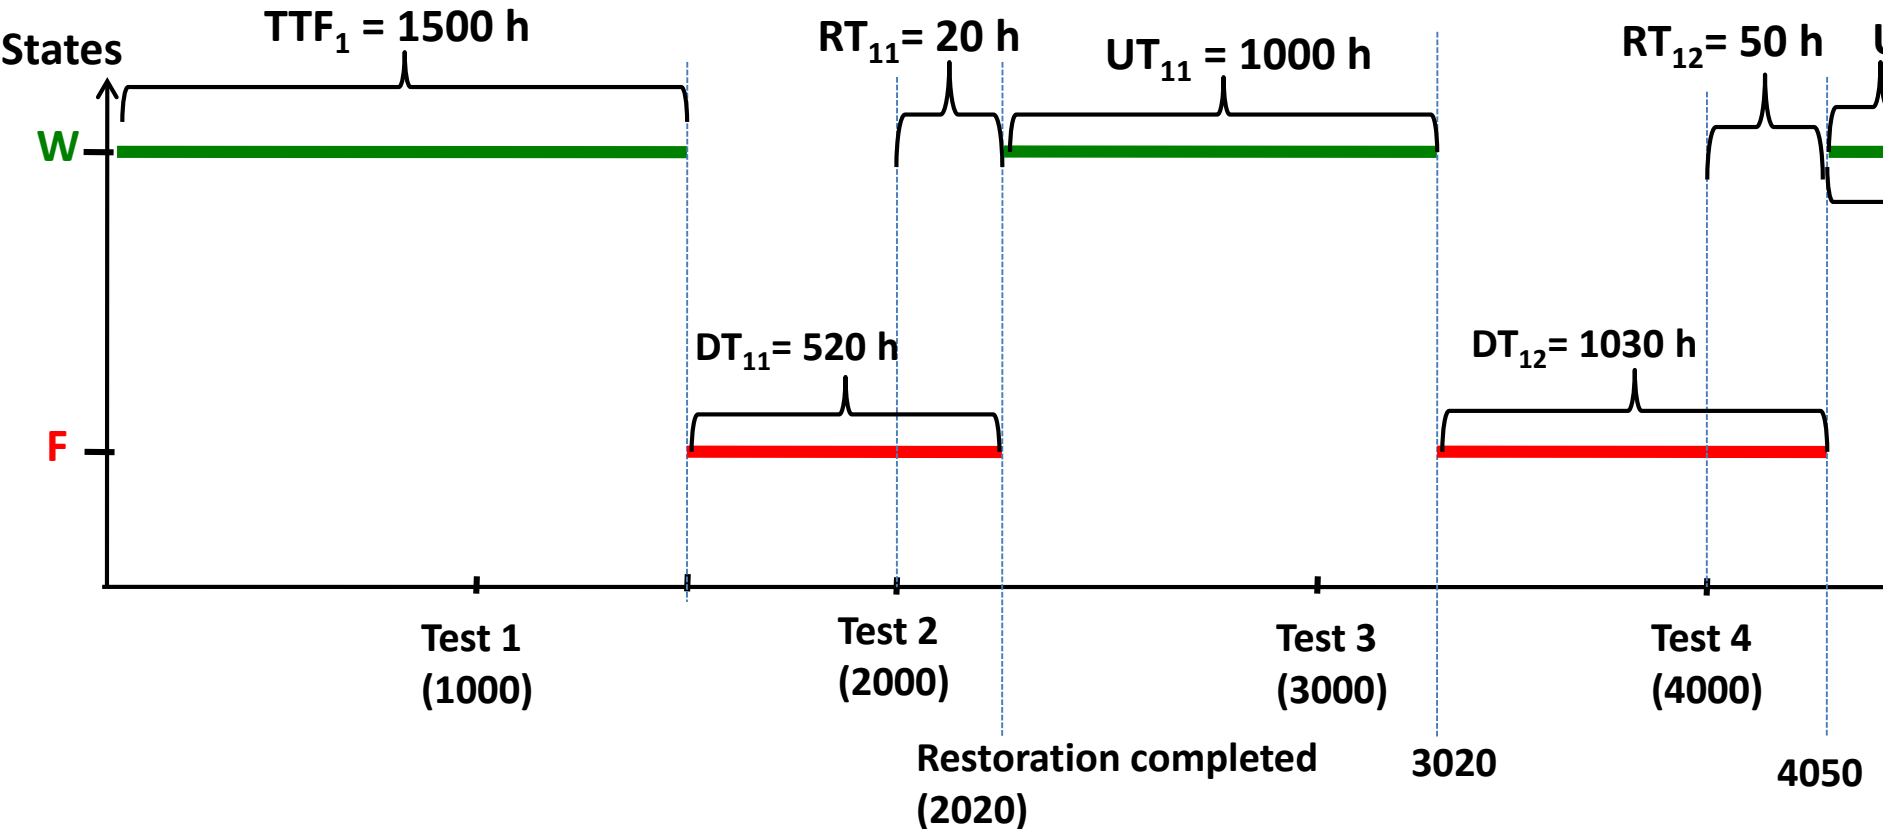 States
TTF1 = 1500 h
RT11= 20 h
UT11 = 1000 h
RT12= 50 h
W
DT11= 520 h
DT12= 1030 h
F
Test 1
(1000)
Test 2
(2000)
Test 3
(3000)
Test 4
(4000)
Restoration completed
(2020)
3020
4050